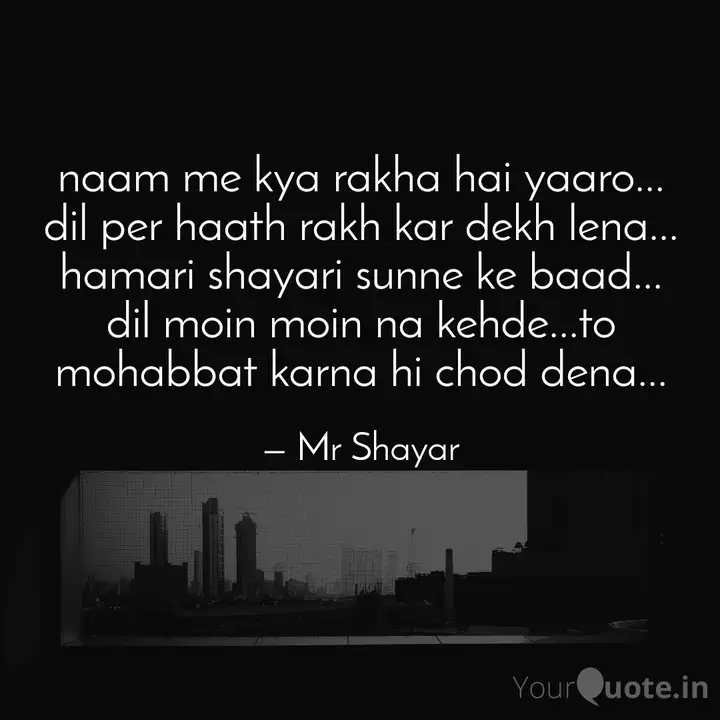 naam me kya rakha hai yaaro...
dil per haath rakh kar dekh lena...
hamari shayari sunne ke baad...
dil moin moin na kehde...to
mohabbat karna hi chod dena...
– Mr Shayar
YourQuote.in